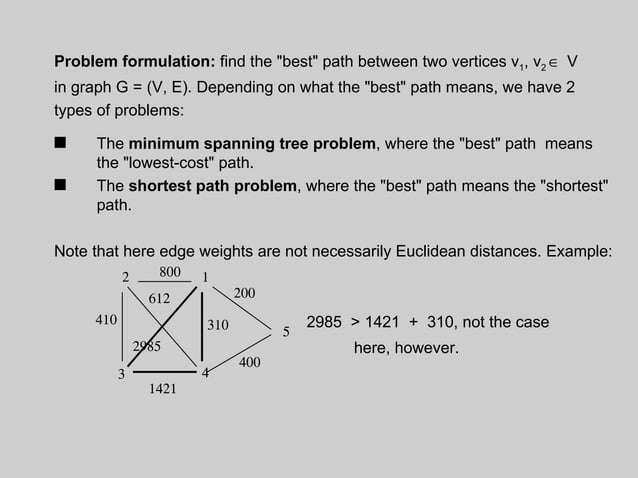 Problem formulation: find the "best" path between two vertices v1, v2∈ V
in graph G = (V, E). Depending on what the "best" path means, we have 2
types of problems:
The minimum spanning tree problem, where the "best" path means
the "lowest-cost" path.
The shortest path problem, where the "best" path means the "shortest"
path.
Note that here edge weights are not necessarily Euclidean distances. Example:
2 800 1
612 200
410 310 5
2985 > 1421 + 310, not the case
2985 400
here, however.
3 4
1421